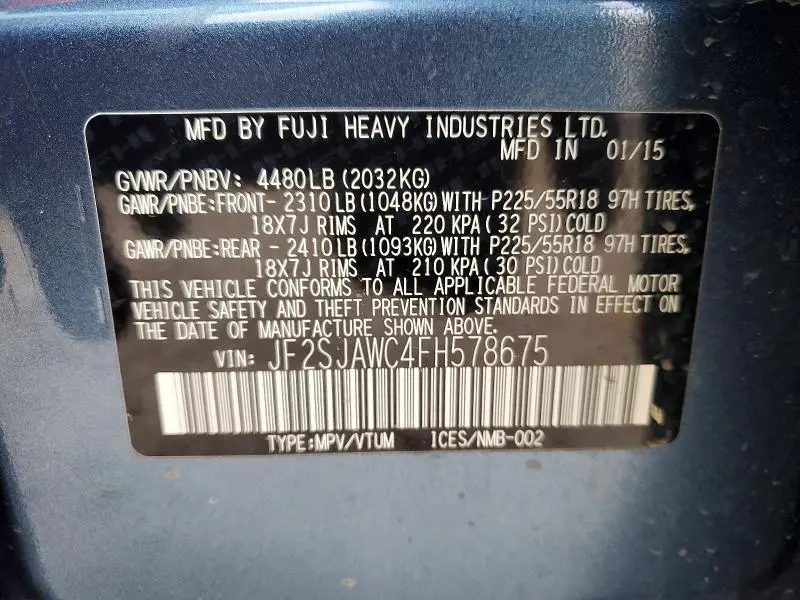 MFD BY FUJI HEAVY INDUSTRIES LTD.
MFD IN 01/15
GVWR/PNBV: 4480LB (2032KG)
GAWR/PNBE:FRONT- 2310 LB (1048KG) WITH P225/55R18 97H TIRES,
18X7J RIMS AT 220 KPA ( 32 PSI) COLD
GAWR/PNBE:REAR - 2410 LB (1093KG) WITH P225/55R18 97H TIRES,
18X7J RIMS AT 210 KPA ( 30 PSI) COLD
THIS VEHICLE CONFORMS TO ALL APPLICABLE FEDERAL MOTOR
VEHICLE SAFETY AND THEFT PREVENTION STANDARDS IN EFFECT ON
THE DATE OF MANUFACTURE SHOWN ABOVE.
VIN: JF2SJAWC4FH578675
TYPE:MPV/VTUM ICES/NMB-002